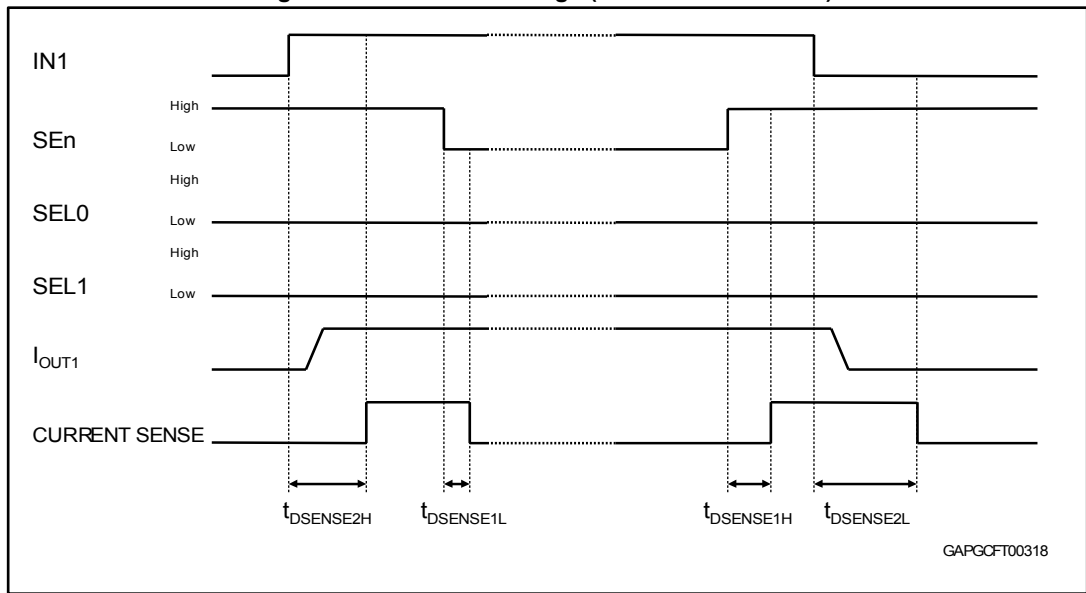 IN1
High
SEn
Low
High
SEL0
Low
High
SEL1
Low
IOUT1
CURRENT SENSE
tDSENSE2H
tDSENSE1L
tDSENSE1H
tDSENSE2L
GAPGCFT00318